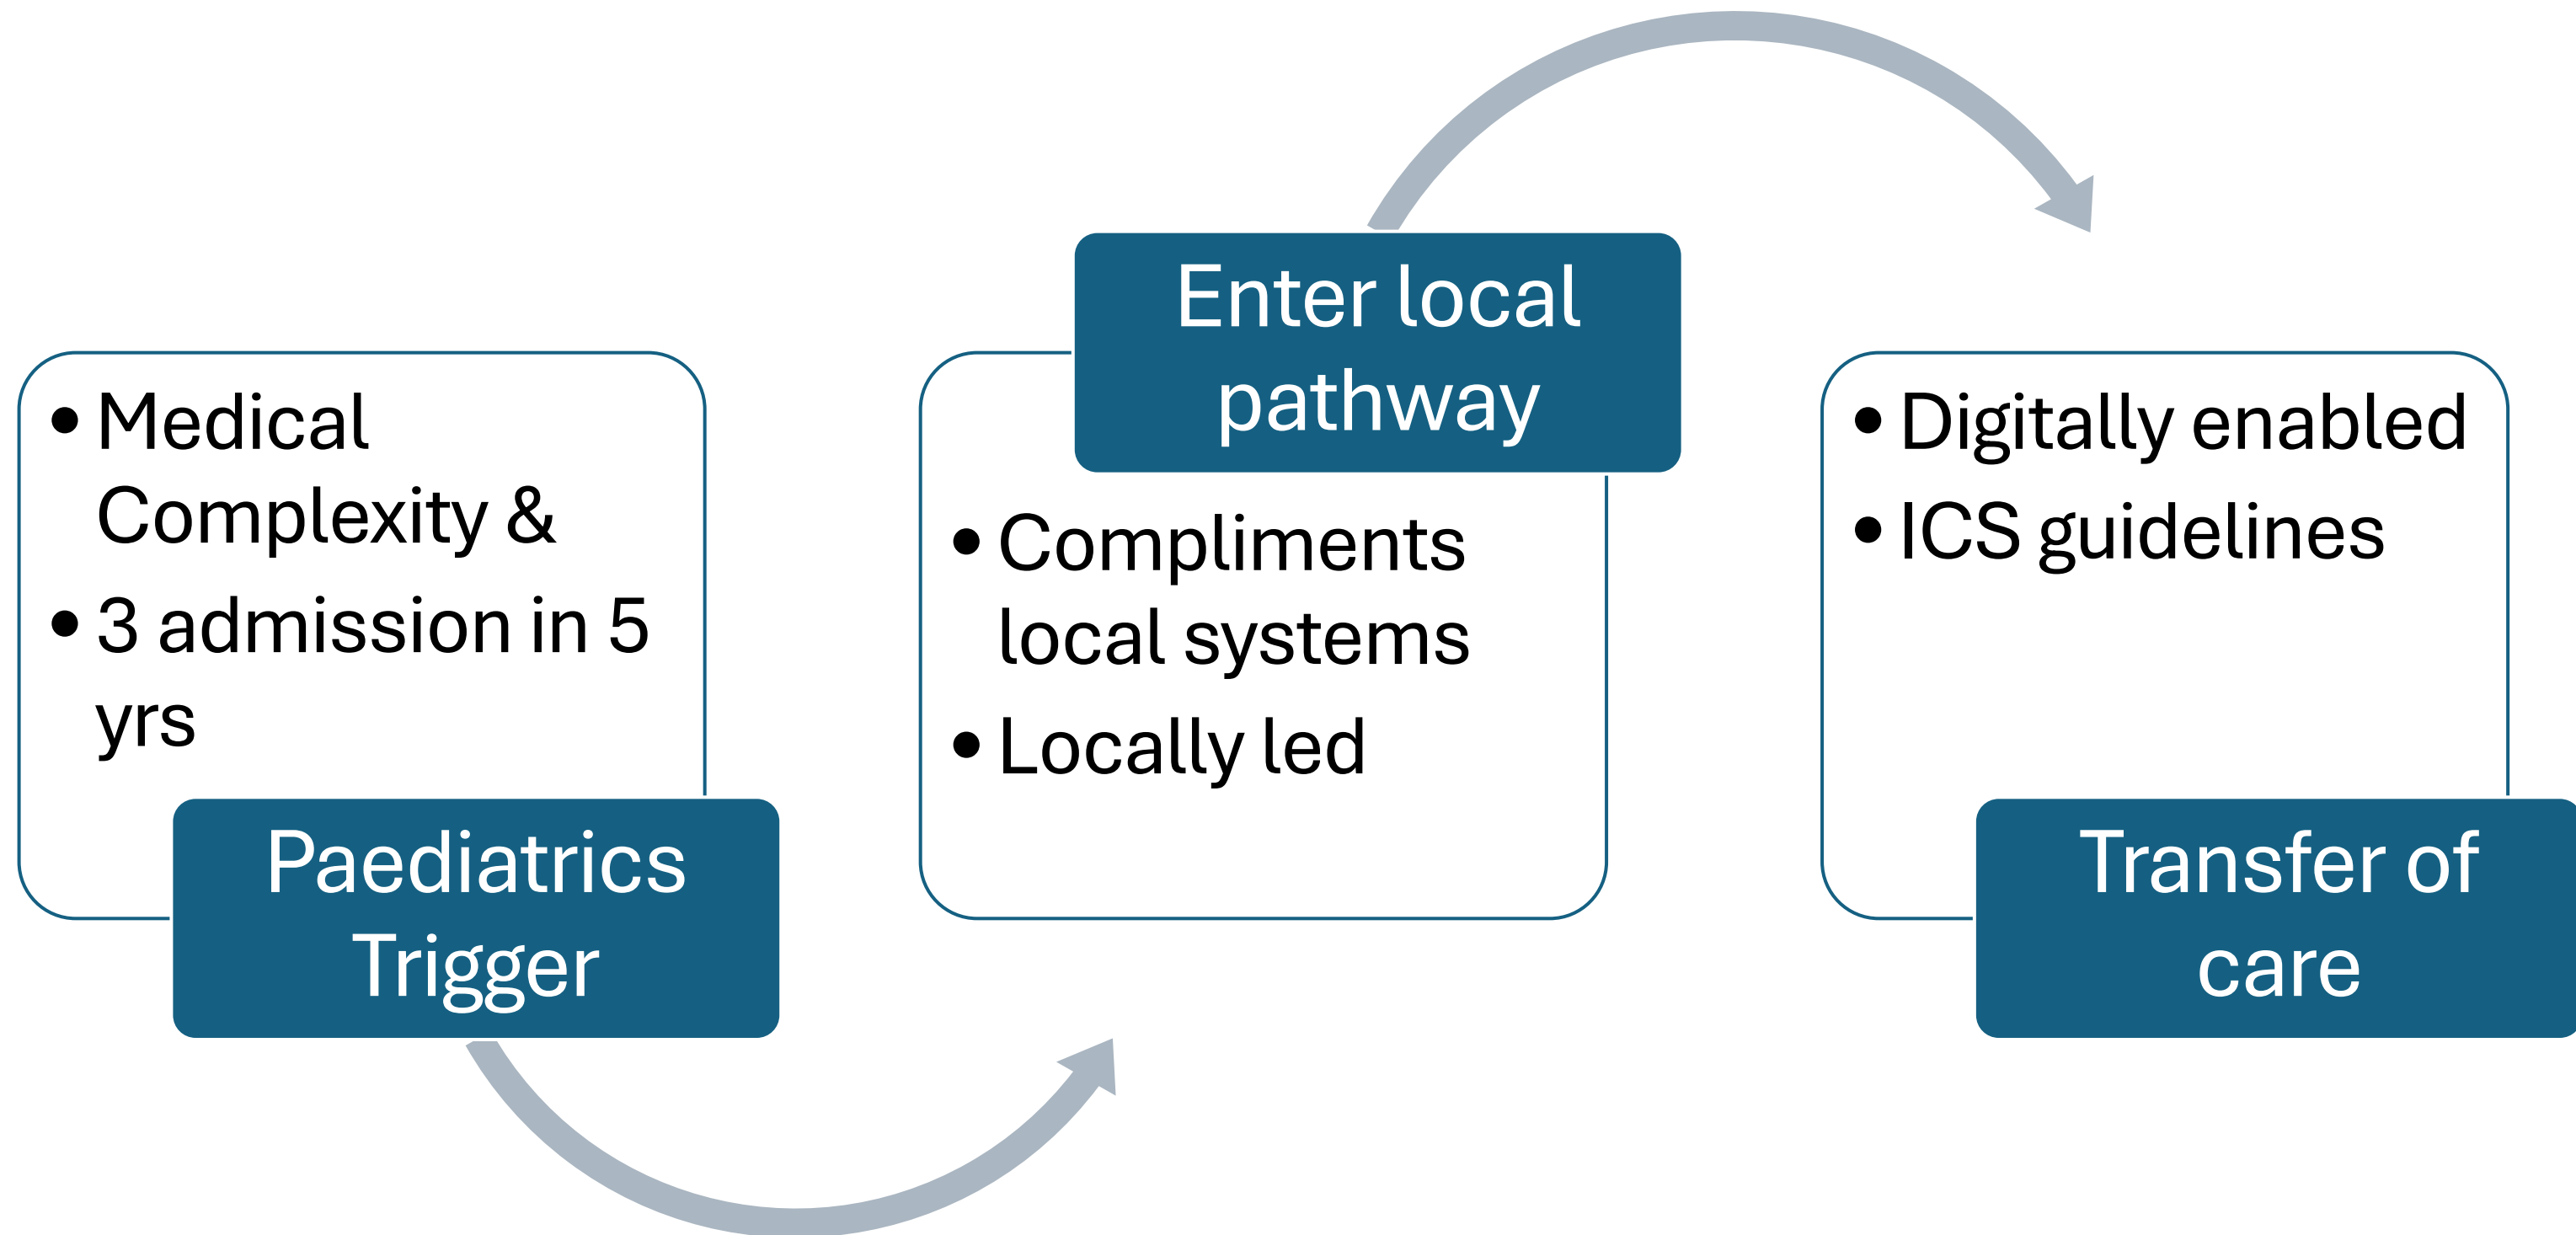 • Medical
Complexity &
• 3 admission in 5
yrs
Paediatrics
Trigger
Enter local
pathway
• Compliments
local systems
• Locally led
• Digitally enabled
• ICS guidelines
Transfer of
care